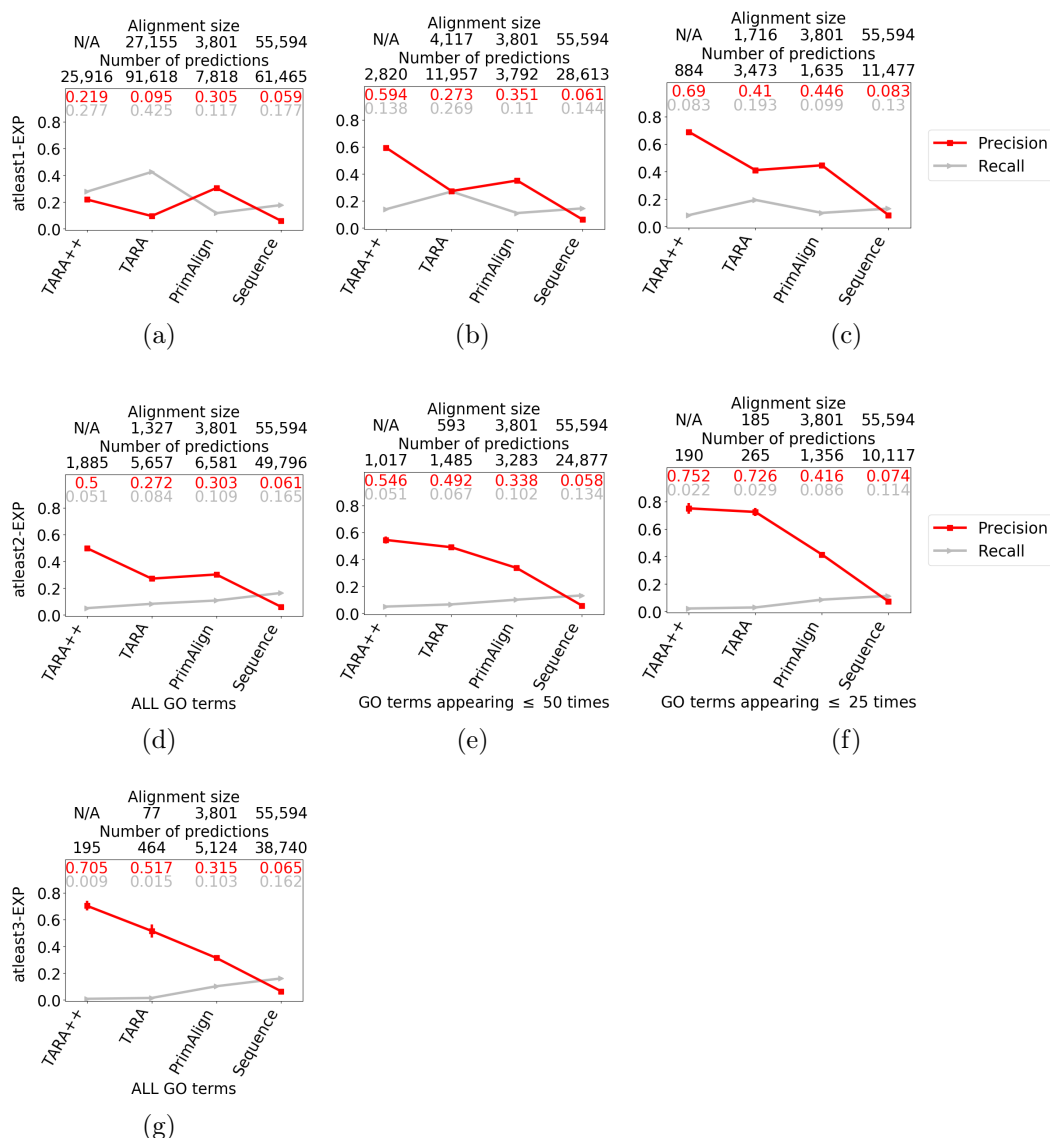 Alignment size
N/A 27,155 3,801 55,594
Number of predictions
25,916 91,618 7,818 61,465
0.219 0.095 0.305 0.059
0.277 0.425 0.117 0.177
atleast1-EXP
0.8
0.6
0.4
0.2
0.0
TARA++
TARA
PrimAlign
Sequence
(a)
Alignment size
N/A 4,117 3,801 55,594
Number of predictions
2,820 11,957 3,792 28,613
0.594 0.273 0.351 0.061
0.138 0.269 0.11 0.144
0.8
0.6
0.4
0.2
0.0
TARA++
TARA
PrimAlign
Sequence
(b)
Alignment size
N/A 1,716 3,801 55,594
Number of predictions
884 3,473 1,635 11,477
0.69 0.41 0.446 0.083
0.083 0.193 0.099 0.13
0.8
0.6
0.4
0.2
0.0
TARA++
TARA
PrimAlign
Sequence
(c)
Precision
Recall
Alignment size
N/A 1,327 3,801 55,594
Number of predictions
1,885 5,657 6,581 49,796
0.5 0.272 0.303 0.061
0.051 0.084 0.109 0.165
atleast2-EXP
0.8
0.6
0.4
0.2
0.0
TARA++
TARA
PrimAlign
Sequence
ALL GO terms
(d)
Alignment size
N/A 593 3,801 55,594
Number of predictions
1,017 1,485 3,283 24,877
0.546 0.492 0.338 0.058
0.051 0.067 0.102 0.134
0.8
0.6
0.4
0.2
0.0
TARA++
TARA
PrimAlign
Sequence
GO terms appearing ≤ 50 times
(e)
Alignment size
N/A 185 3,801 55,594
Number of predictions
190 265 1,356 10,117
0.752 0.726 0.416 0.074
0.022 0.029 0.086 0.114
0.8
0.6
0.4
0.2
0.0
TARA++
TARA
PrimAlign
Sequence
GO terms appearing ≤ 25 times
(f)
Precision
Recall
Alignment size
N/A 77 3,801 55,594
Number of predictions
195 464 5,124 38,740
0.705 0.517 0.315 0.065
0.009 0.015 0.103 0.162
atleast3-EXP
0.8
0.6
0.4
0.2
0.0
TARA++
TARA
PrimAlign
Sequence
ALL GO terms
(g)